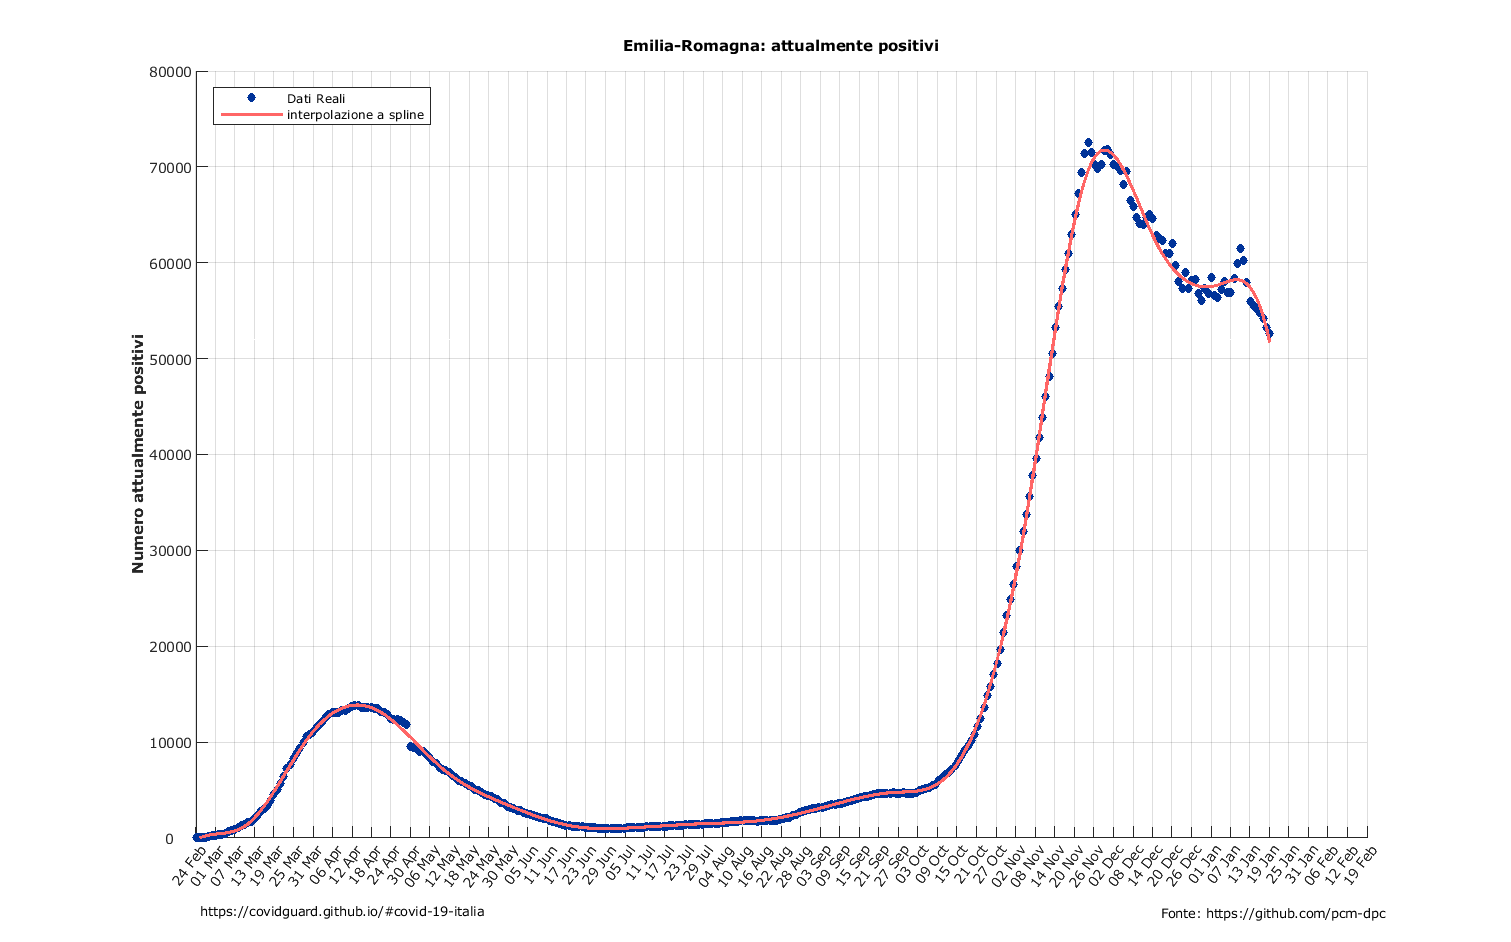 Emilia-Romagna: attualmente positivi
Dati Reali
interpolazione a spline
Numero attualmente positivi
80000
70000
60000
50000
40000
30000
20000
10000
0
24 Feb
01 Mar
07 Mar
13 Mar
19 Mar
25 Mar
31 Mar
06 Apr
12 Apr
18 Apr
24 Apr
30 Apr
06 May
12 May
18 May
24 May
30 May
05 Jun
11 Jun
17 Jun
23 Jun
29 Jun
05 Jul
11 Jul
17 Jul
23 Jul
29 Jul
04 Aug
10 Aug
16 Aug
22 Aug
28 Aug
03 Sep
09 Sep
15 Sep
21 Sep
27 Sep
03 Oct
09 Oct
15 Oct
21 Oct
27 Oct
02 Nov
08 Nov
14 Nov
20 Nov
26 Nov
02 Dec
08 Dec
14 Dec
20 Dec
26 Dec
01 Jan
07 Jan
13 Jan
19 Jan
25 Jan
31 Jan
06 Feb
12 Feb
19 Feb
https://covidguard.github.io/#covid-19-italia
Fonte: https://github.com/pcm-dpc